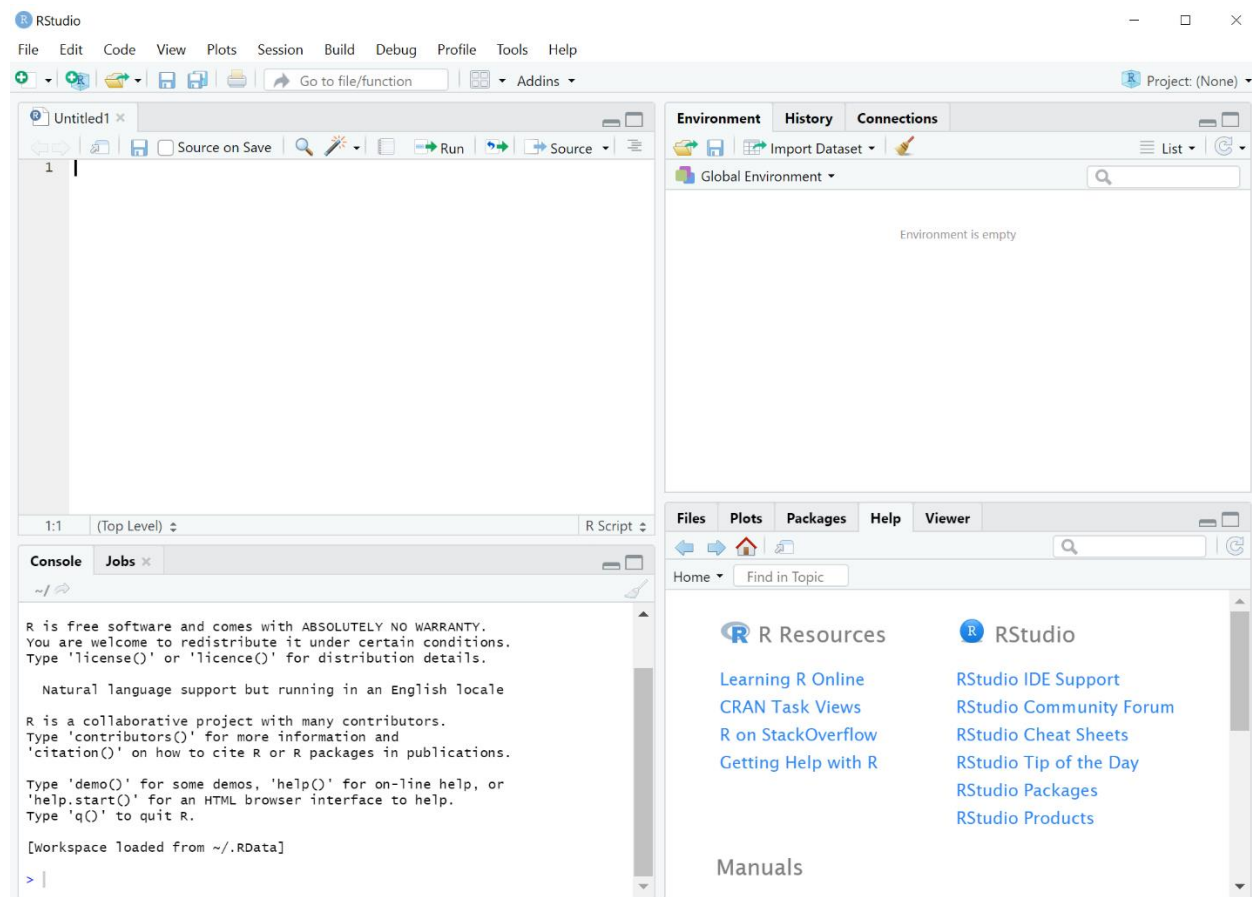 RStudio
File Edit Code View Plots Session Build Debug Profile Tools Help
Go to file/function Addins Project: (None)
Untitled1
Source on Save Run Source
1
1:1 (Top Level) R Script
Console Jobs
~/
R is free software and comes with ABSOLUTELY NO WARRANTY.
You are welcome to redistribute it under certain conditions.
Type 'license()' or 'licence()' for distribution details.
Natural language support but running in an English locale
R is a collaborative project with many contributors.
Type 'contributors()' for more information and
'citation()' on how to cite R or R packages in publications.
Type 'demo()' for some demos, 'help()' for on-line help, or
'help.start()' for an HTML browser interface to help.
Type 'q()' to quit R.
[Workspace loaded from ~/.RData]
>
Environment History Connections
Import Dataset List
Global Environment
Environment is empty
Files Plots Packages Help Viewer
Home Find in Topic
R R Resources
Learning R Online
CRAN Task Views
R on StackOverflow
Getting Help with R
R RStudio
RStudio IDE Support
RStudio Community Forum
RStudio Cheat Sheets
RStudio Tip of the Day
RStudio Packages
RStudio Products
Manuals